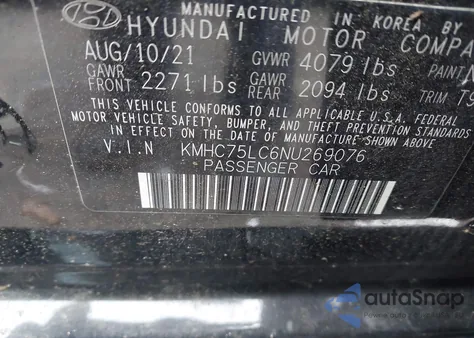 MANUFACTURED IN KOREA BY
HYUNDAI MOTOR COMPA
AUG/10/21 GVWR 4079 lbs PAINT
GAWR FRONT 2271 lbs GAWR REAR 2094 lbs TRIM
THIS VEHICLE CONFORMS TO ALL APPLICABLE U.S.A. FEDERAL
MOTOR VEHICLE SAFETY, BUMPER, AND THEFT PREVENTION STANDARDS
IN EFFECT ON THE DATE OF MANUFACTURE SHOWN ABOVE.
V.I.N KMHC75LC6NU269076
PASSENGER CAR
autoSnap